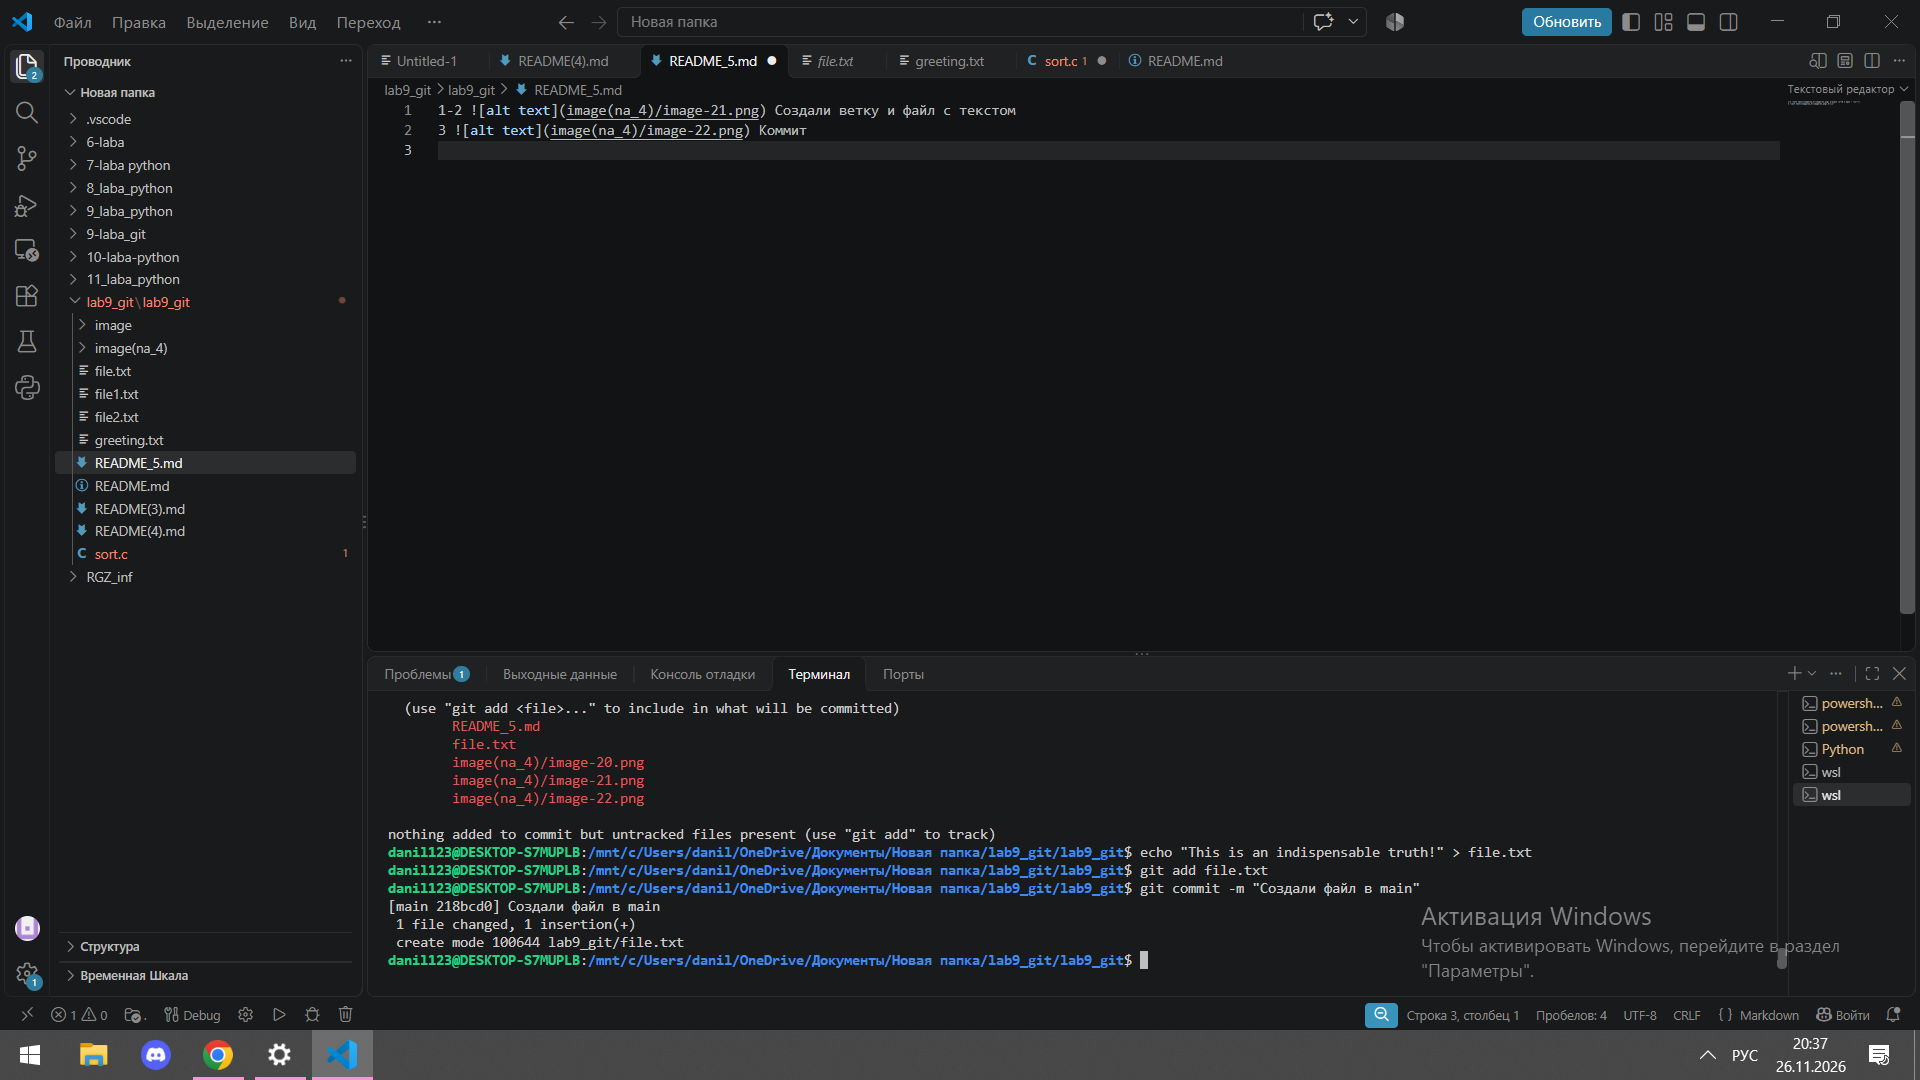 Файл Правка Выделение Вид Переход ···
Новая папка
Обновить
Проводник
Новая папка
.vscode
6-laba
7-laba python
8_laba_python
9_laba_python
9-laba_git
10-laba-python
11_laba_python
lab9_git\lab9_git
image
image(na_4)
file.txt
file1.txt
file2.txt
greeting.txt
README_5.md
README.md
README(3).md
README(4).md
sort.c 1
RGZ_inf
Структура
Временная Шкала
Untitled-1 README(4).md README_5.md file.txt greeting.txt sort.c 1 README.md
lab9_git > lab9_git > README_5.md
Текстовый редактор
1 1-2 ![alt text](image(na_4)/image-21.png) Создали ветку и файл с текстом
2 3 ![alt text](image(na_4)/image-22.png) Коммит
3
Проблемы 1 Выходные данные Консоль отладки Терминал Порты
(use "git add <file>..." to include in what will be committed)
README_5.md
file.txt
image(na_4)/image-20.png
image(na_4)/image-21.png
image(na_4)/image-22.png
nothing added to commit but untracked files present (use "git add" to track)
danil123@DESKTOP-S7MUPLB:/mnt/c/Users/danil/OneDrive/Документы/Новая папка/lab9_git/lab9_git$ echo "This is an indispensable truth!" > file.txt
danil123@DESKTOP-S7MUPLB:/mnt/c/Users/danil/OneDrive/Документы/Новая папка/lab9_git/lab9_git$ git add file.txt
danil123@DESKTOP-S7MUPLB:/mnt/c/Users/danil/OneDrive/Документы/Новая папка/lab9_git/lab9_git$ git commit -m "Создали файл в main"
[main 218bcd0] Создали файл в main
1 file changed, 1 insertion(+)
create mode 100644 lab9_git/file.txt
danil123@DESKTOP-S7MUPLB:/mnt/c/Users/danil/OneDrive/Документы/Новая папка/lab9_git/lab9_git$
powersh...
powersh...
Python
wsl
wsl
Активация Windows
Чтобы активировать Windows, перейдите в раздел
"Параметры".
2
1
1 0 Debug Строка 3, столбец 1 Пробелов: 4 UTF-8 CRLF { } Markdown Войти
РУС
20:37
26.11.2026